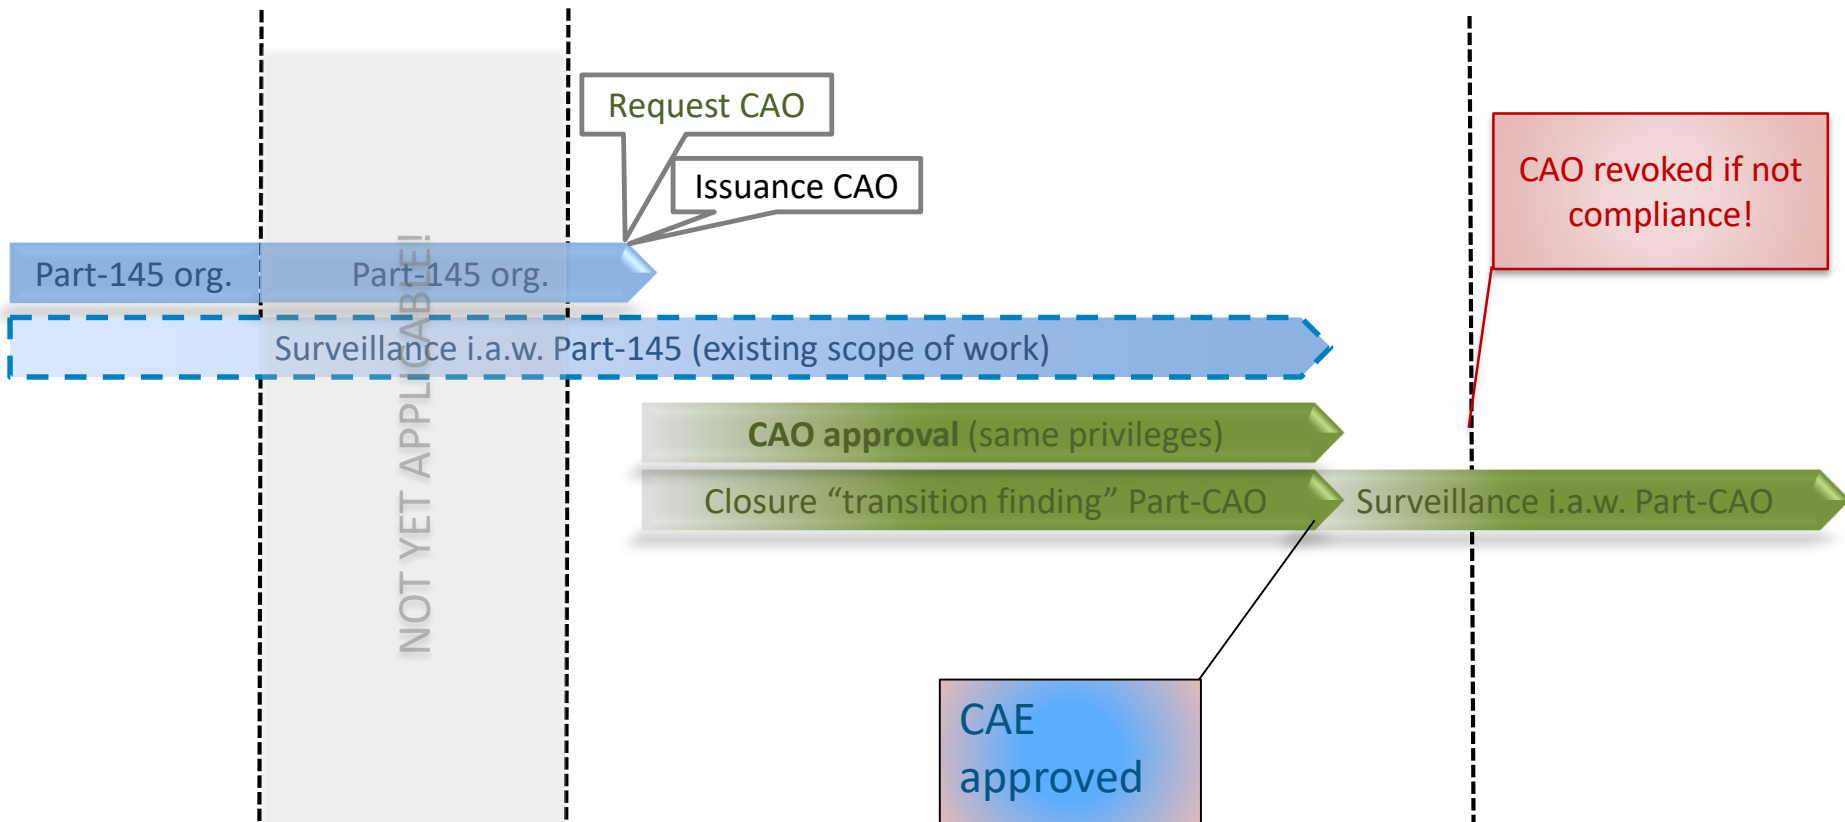 Request CAO
Issuance CAO
CAO revoked if not
compliance!
Part-145 org.
Part-145 org.
Surveillance i.a.w. Part-145 (existing scope of work)
NOT YET APPLICABLE!
CAO approval (same privileges)
Closure “transition finding” Part-CAO
Surveillance i.a.w. Part-CAO
CAE
approved